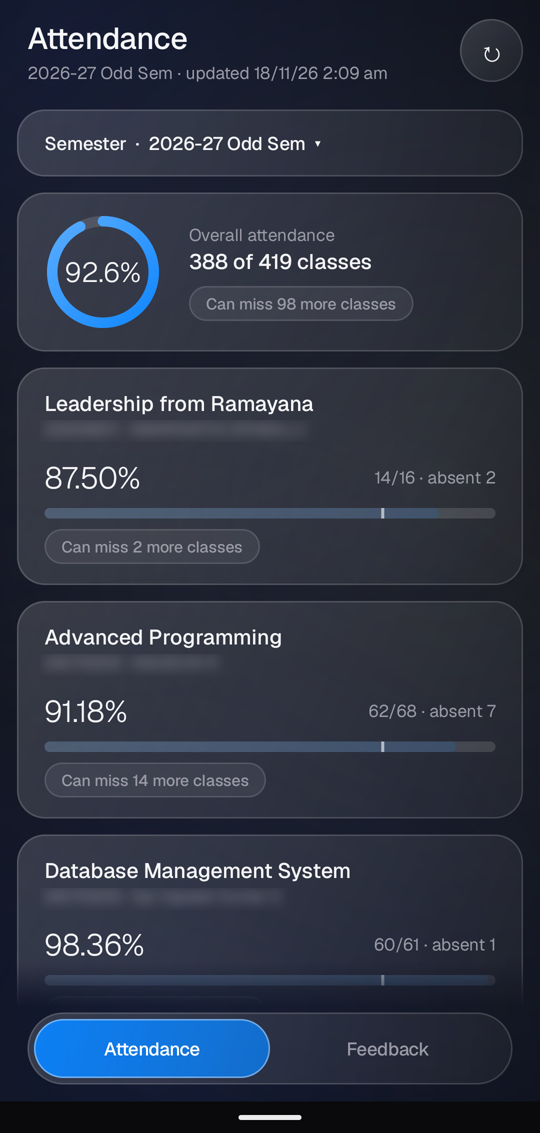 Attendance
2026-27 Odd Sem · updated 18/11/26 2:09 am
↻
Semester · 2026-27 Odd Sem ▾
92.6%
Overall attendance
388 of 419 classes
Can miss 98 more classes
Leadership from Ramayana
87.50%
14/16 · absent 2
Can miss 2 more classes
Advanced Programming
91.18%
62/68 · absent 7
Can miss 14 more classes
Database Management System
98.36%
60/61 · absent 1
Attendance
Feedback